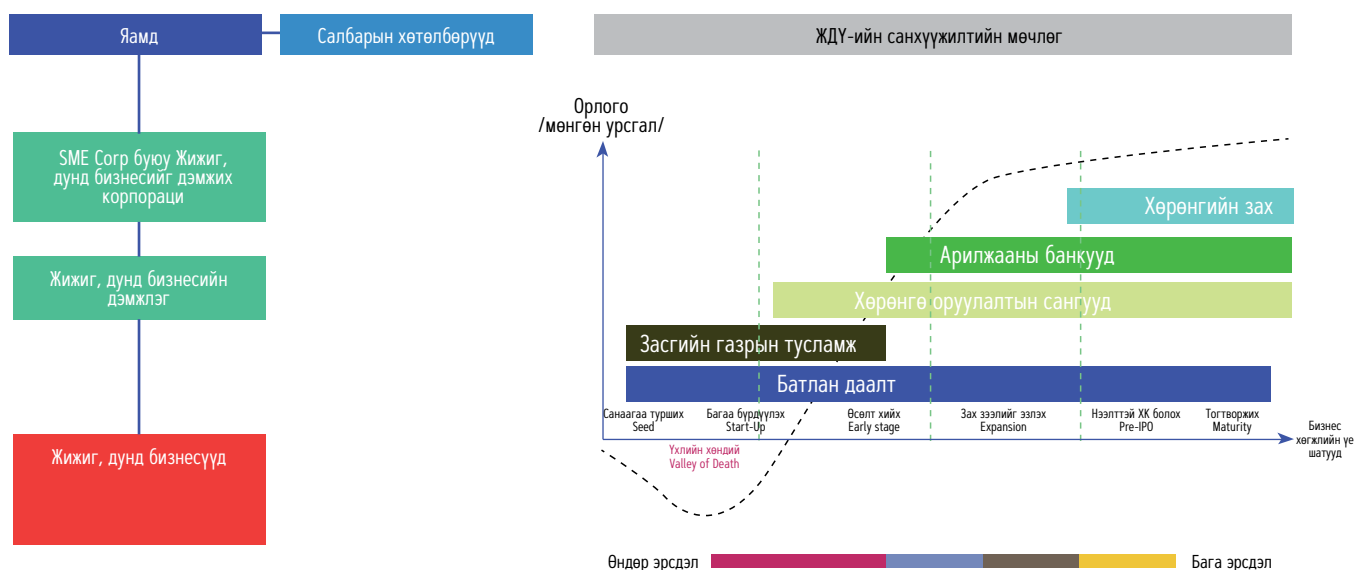 Яамд
Салбарын хөтөлбөрүүд
SME Corp буюу Жижиг,
дунд бизнесийг дэмжих
корпораци
Жижиг, дунд бизнесийн
дэмжлэг
Жижиг, дунд бизнесүүд
ЖДҮ-ийн санхүүжилтийн мөчлөг
Орлого
/мөнгөн урсгал/
Хөрөнгийн зах
Арилжааны банкууд
Хөрөнгө оруулалтын сангууд
Засгийн газрын тусламж
Батлан даалт
Санаагаа турших
Seed
Багаа бүрдүүлэх
Start-Up
Өсөлт хийх
Early stage
Зах зээлийг эзлэх
Expansion
Нээлттэй ХК болох
Pre-IPO
Тогтворжих
Maturity
Бизнес
хөгжлийн үе
шатууд
Үхлийн хөндий
Valley of Death
Өндөр эрсдэл
Бага эрсдэл